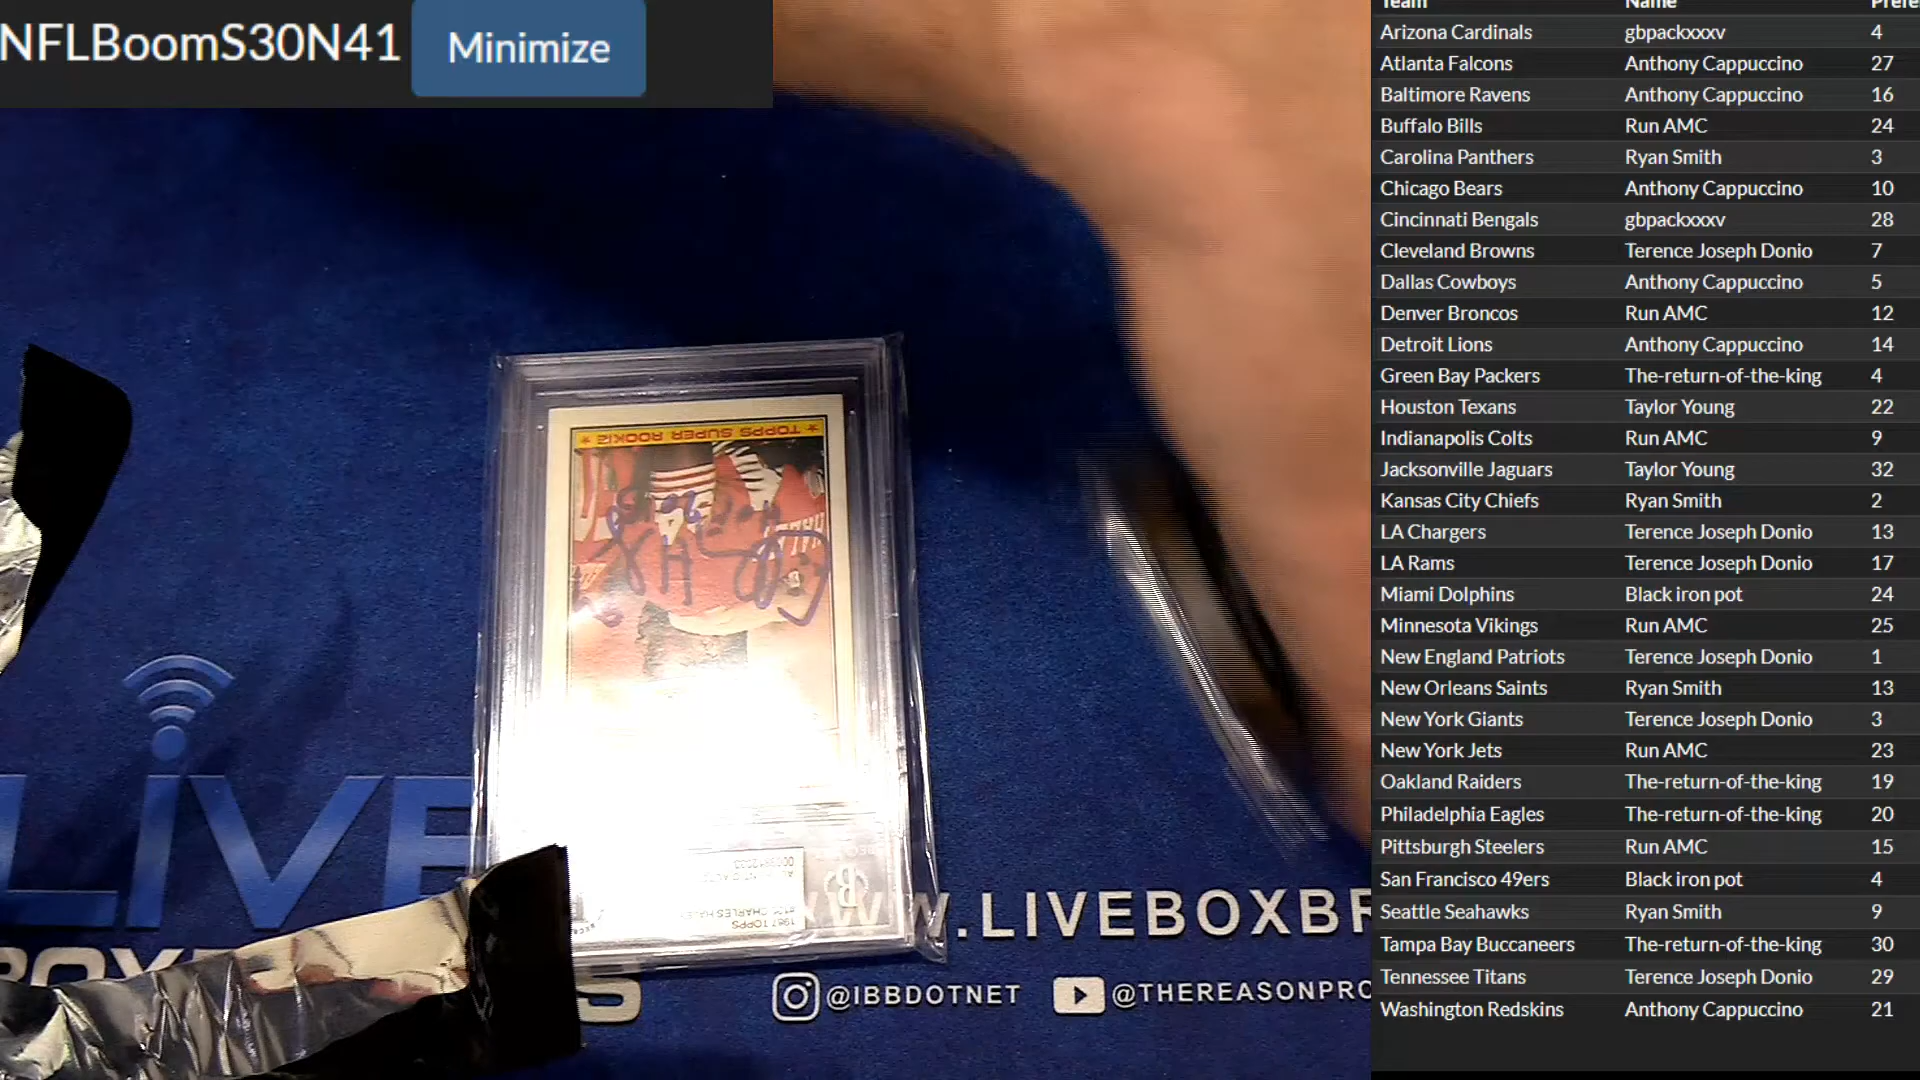 NFLBoomS30N41 Minimize
Team Name
Arizona Cardinals gbpackxxxv 4
Atlanta Falcons Anthony Cappuccino 27
Baltimore Ravens Anthony Cappuccino 16
Buffalo Bills Run AMC 24
Carolina Panthers Ryan Smith 3
Chicago Bears Anthony Cappuccino 10
Cincinnati Bengals gbpackxxxv 28
Cleveland Browns Terence Joseph Donio 7
Dallas Cowboys Anthony Cappuccino 5
Denver Broncos Run AMC 12
Detroit Lions Anthony Cappuccino 14
Green Bay Packers The-return-of-the-king 4
Houston Texans Taylor Young 22
Indianapolis Colts Run AMC 9
Jacksonville Jaguars Taylor Young 32
Kansas City Chiefs Ryan Smith 2
LA Chargers Terence Joseph Donio 13
LA Rams Terence Joseph Donio 17
Miami Dolphins Black iron pot 24
Minnesota Vikings Run AMC 25
New England Patriots Terence Joseph Donio 1
New Orleans Saints Ryan Smith 13
New York Giants Terence Joseph Donio 3
New York Jets Run AMC 23
Oakland Raiders The-return-of-the-king 19
Philadelphia Eagles The-return-of-the-king 20
Pittsburgh Steelers Run AMC 15
San Francisco 49ers Black iron pot 4
Seattle Seahawks Ryan Smith 9
Tampa Bay Buccaneers The-return-of-the-king 30
Tennessee Titans Terence Joseph Donio 29
Washington Redskins Anthony Cappuccino 21
★ TOPPS SUPER ROOKIE ★
1987 TOPPS
LIVE
WWW.LIVEBOXBR
@IBBDOTNET @THEREASONPRO